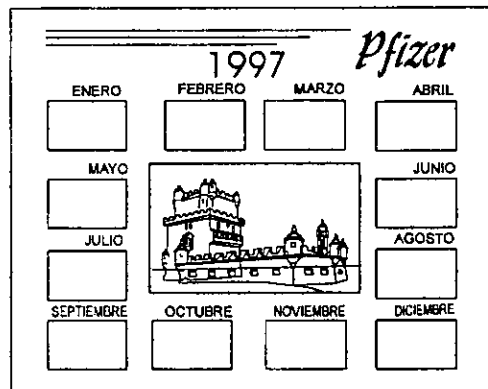 Pfizer
1997
ENERO FEBRERO MARZO ABRIL
MAYO JUNIO
JULIO AGOSTO
SEPTIEMBRE OCTUBRE NOVIEMBRE DICIEMBRE